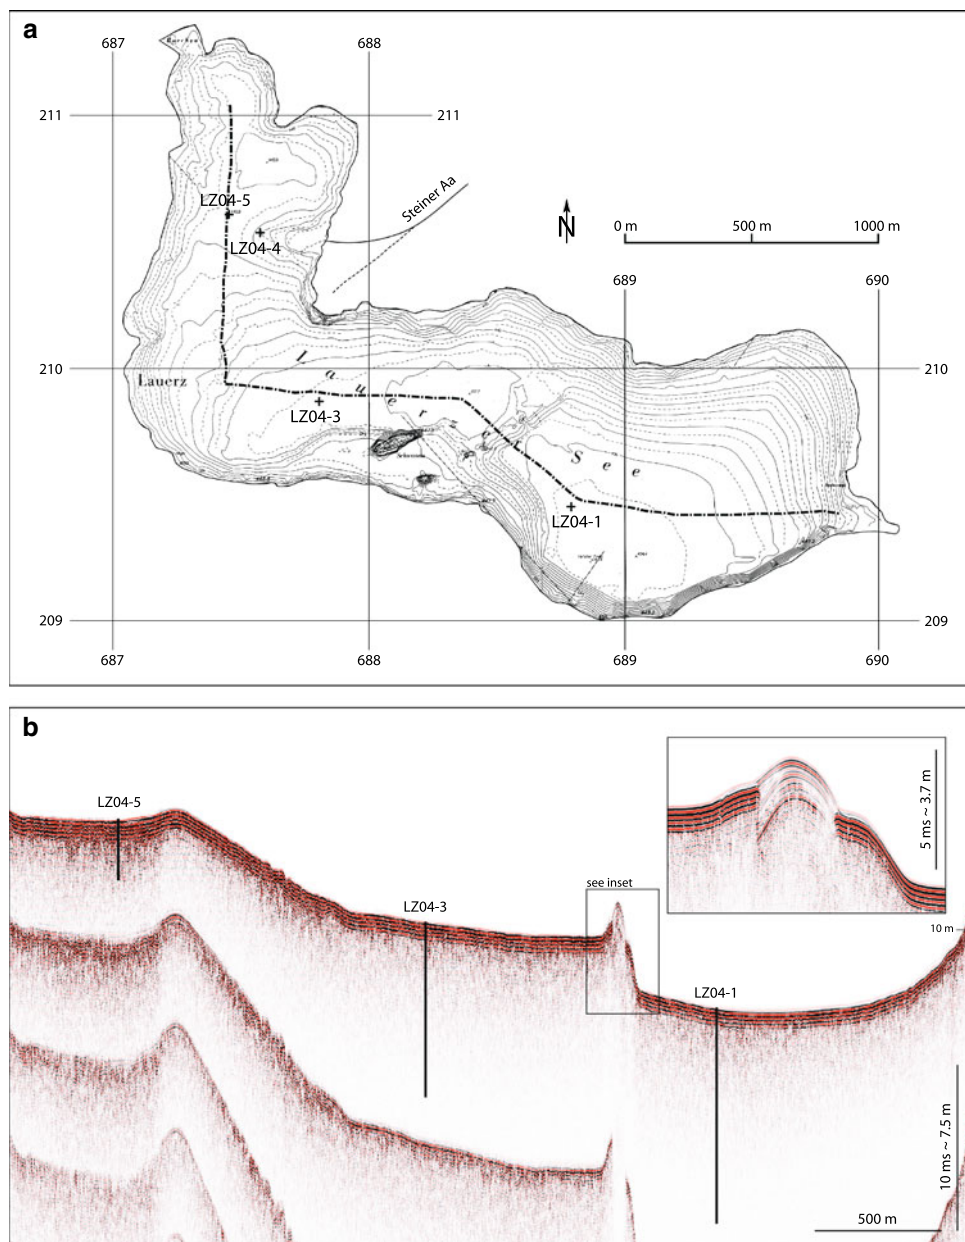 a
687
688
211
211
LZ04-5
LZ04-4
Steiner Aa
N
0 m 500 m 1000 m
689
690
210
210
Lauerz
LZ04-3
l a u e r z e r
S e e
LZ04-1
209
209
687
688
689
690
b
LZ04-5
see inset
LZ04-3
LZ04-1
5 ms ~ 3.7 m
10 m
10 ms ~ 7.5 m
500 m